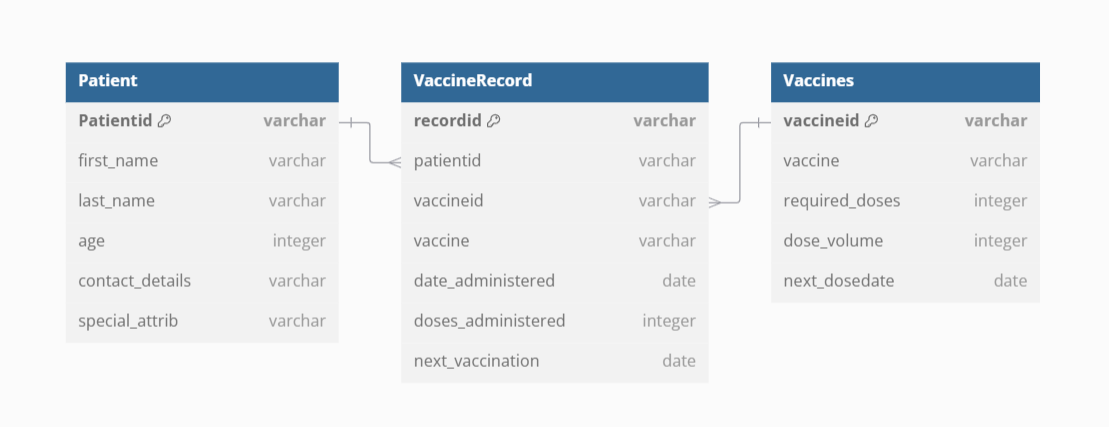 Patient
Patientid varchar
first_name varchar
last_name varchar
age integer
contact_details varchar
special_attrib varchar
VaccineRecord
recordid varchar
patientid varchar
vaccineid varchar
vaccine varchar
date_administered date
doses_administered integer
next_vaccination date
Vaccines
vaccineid varchar
vaccine varchar
required_doses integer
dose_volume integer
next_dosedate date